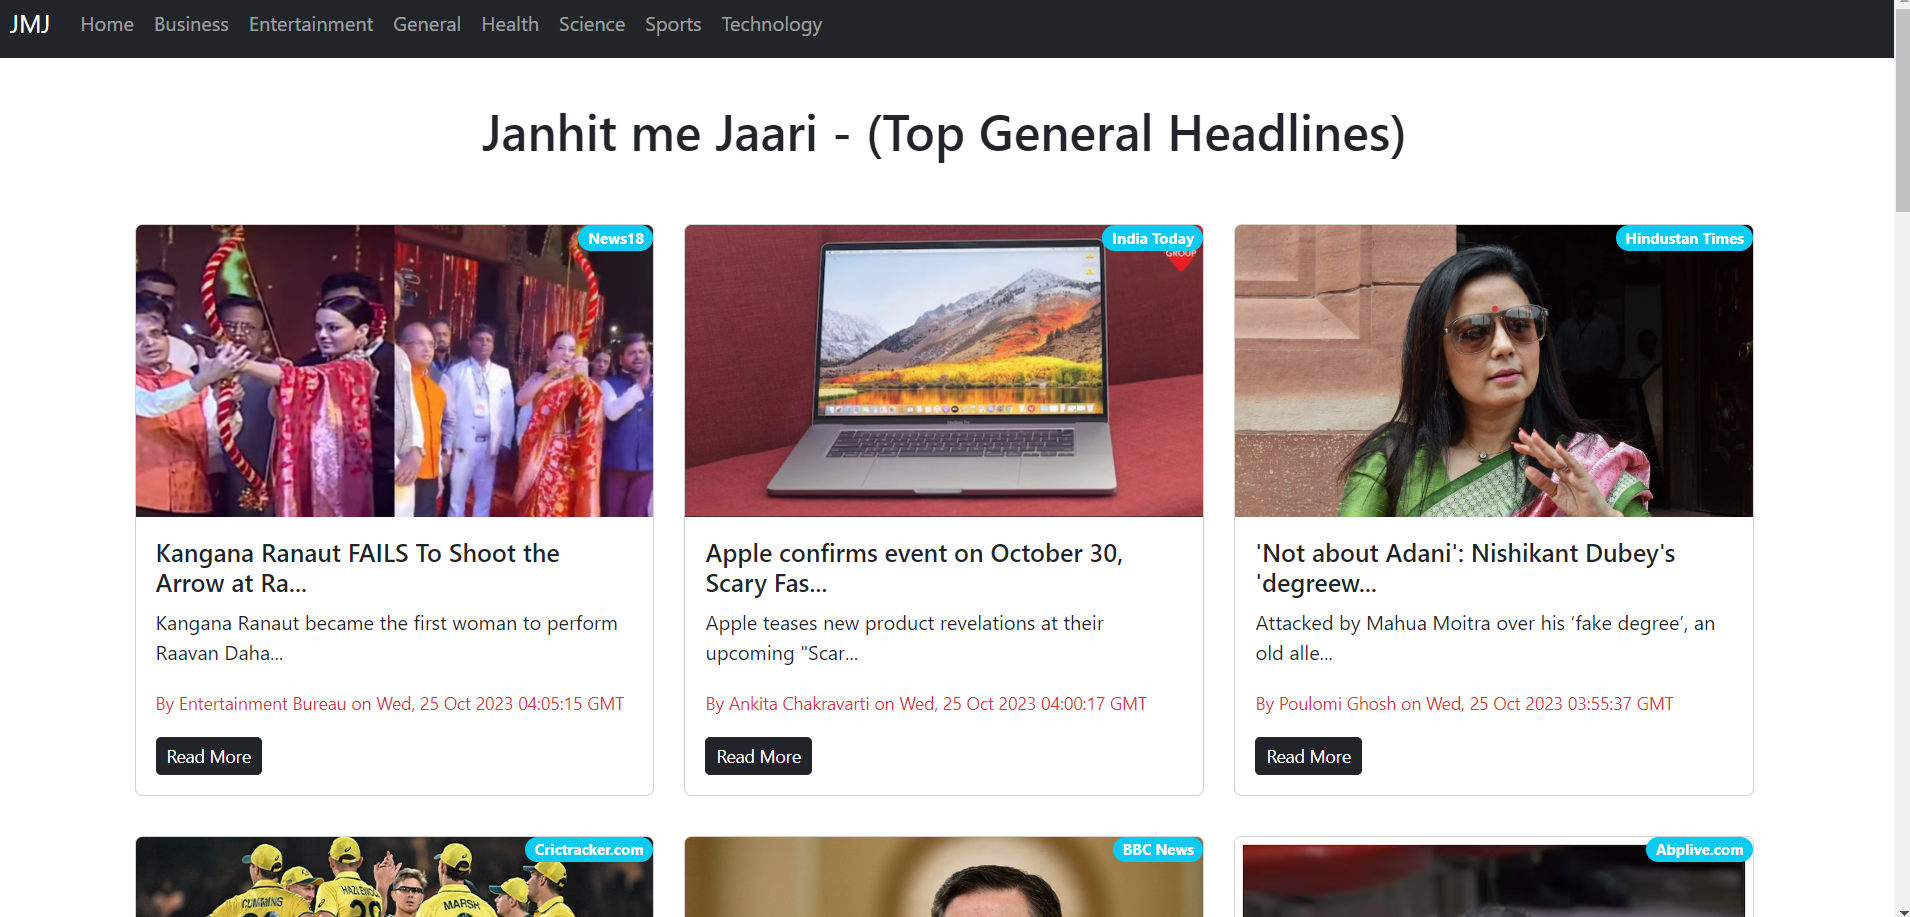 JMJ Home Business Entertainment General Health Science Sports Technology
Janhit me Jaari - (Top General Headlines)
News18
Kangana Ranaut FAILS To Shoot the
Arrow at Ra...
Kangana Ranaut became the first woman to perform
Raavan Daha...
By Entertainment Bureau on Wed, 25 Oct 2023 04:05:15 GMT
Read More
India Today
GROUP
Apple confirms event on October 30,
Scary Fas...
Apple teases new product revelations at their
upcoming "Scar...
By Ankita Chakravarti on Wed, 25 Oct 2023 04:00:17 GMT
Read More
Hindustan Times
'Not about Adani': Nishikant Dubey's
'degreew...
Attacked by Mahua Moitra over his ‘fake degree’, an
old alle...
By Poulomi Ghosh on Wed, 25 Oct 2023 03:55:37 GMT
Read More
Crictracker.com
CUMMINS
HAZLEWOOD
MARSH
BBC News
Abplive.com